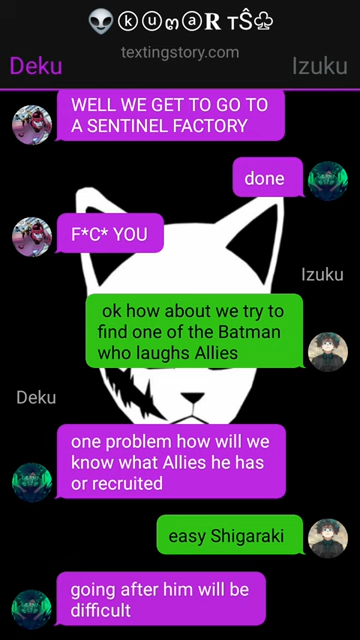 👽ⓚⓤღⓐ𝐑 тŜ♧
textingstory.com
Deku
Izuku
WELL WE GET TO GO TO
A SENTINEL FACTORY
done
F*C* YOU
Izuku
ok how about we try to
find one of the Batman
who laughs Allies
Deku
one problem how will we
know what Allies he has
or recruited
easy Shigaraki
going after him will be
difficult